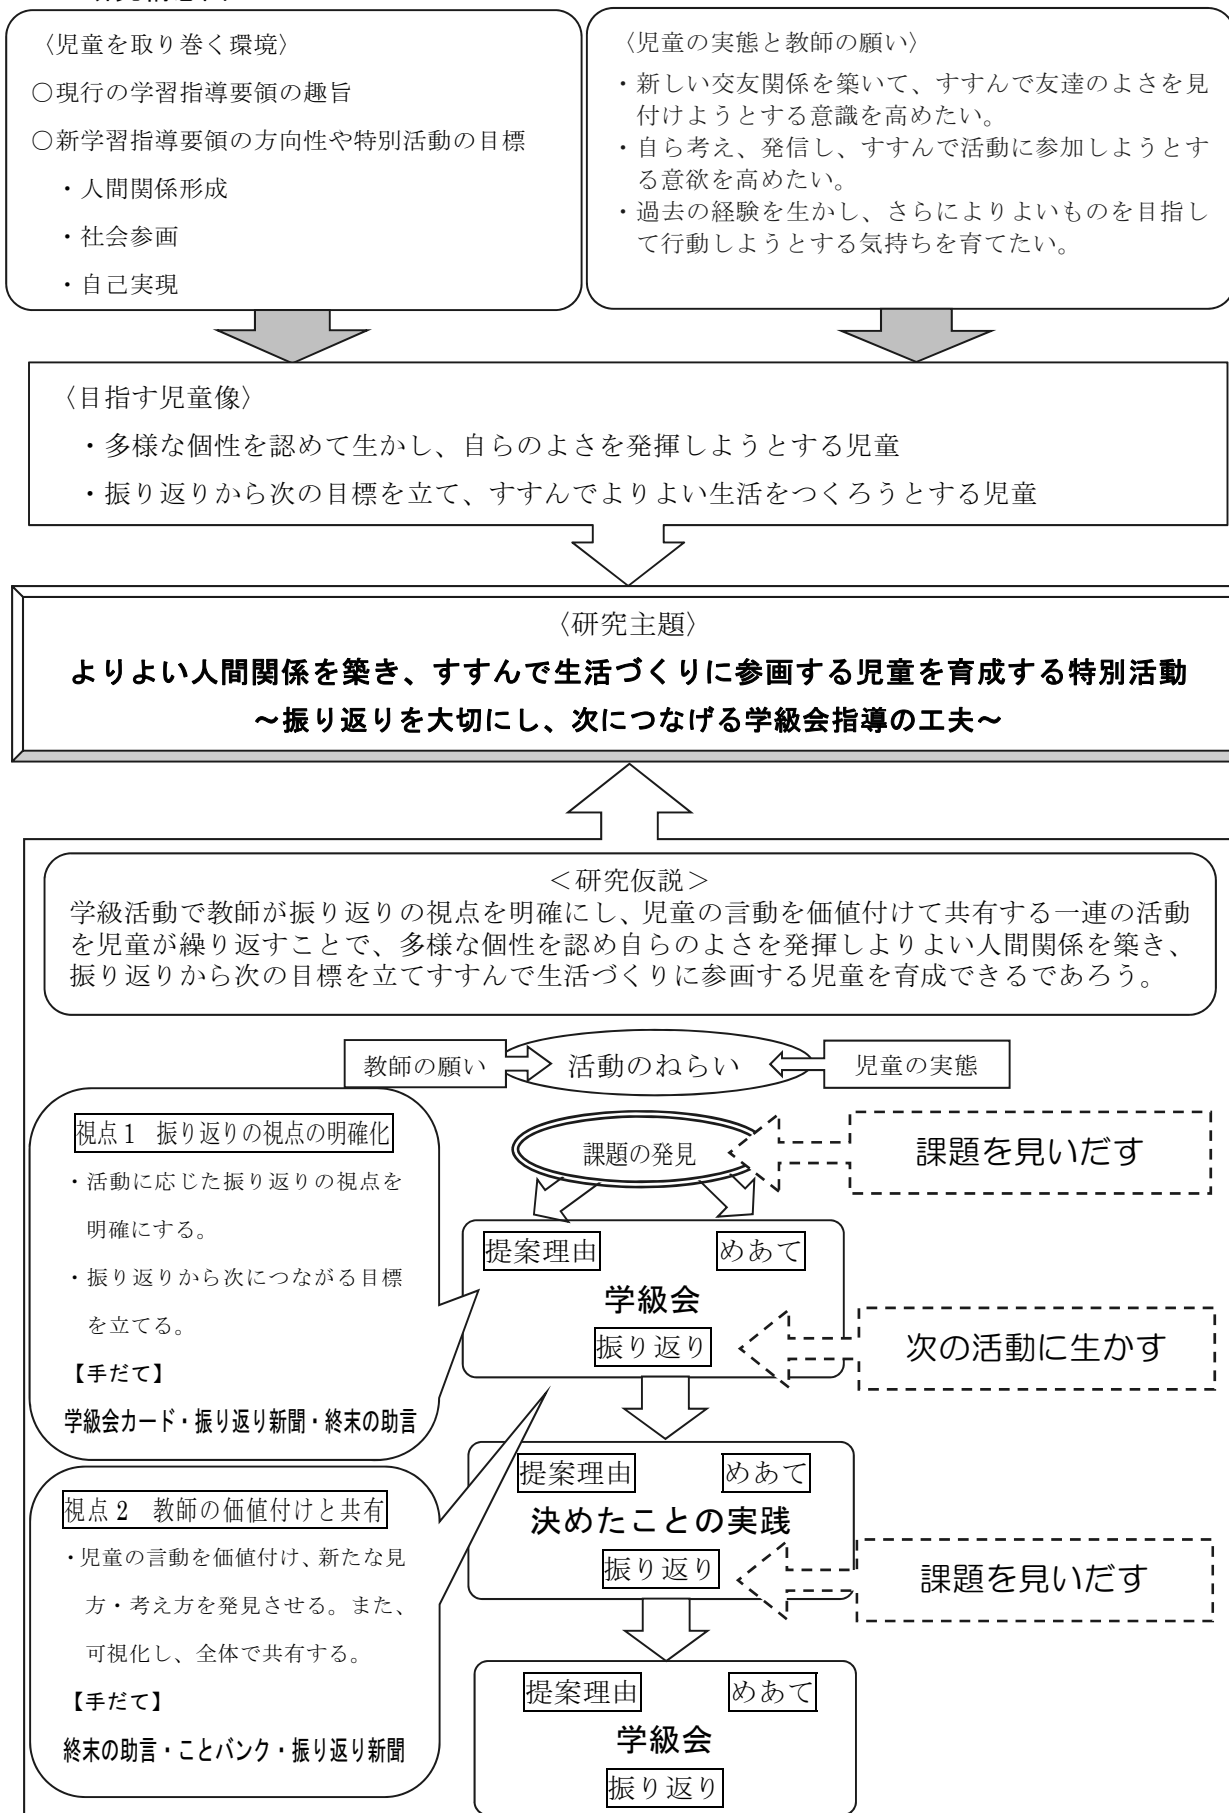 〈児童を取り巻く環境〉
○現行の学習指導要領の趣旨
○新学習指導要領の方向性や特別活動の目標
・人間関係形成
・社会参画
・自己実現
〈児童の実態と教師の願い〉
・新しい交友関係を築いて、すすんで友達のよさを見
付けようとする意識を高めたい。
・自ら考え、発信し、すすんで活動に参加しようとす
る意欲を高めたい。
・過去の経験を生かし、さらによりよいものを目指し
て行動しようとする気持ちを育てたい。
〈目指す児童像〉
・多様な個性を認めて生かし、自らのよさを発揮しようとする児童
・振り返りから次の目標を立て、すすんでよりよい生活をつくろうとする児童
〈研究主題〉
よりよい人間関係を築き、すすんで生活づくりに参画する児童を育成する特別活動
～振り返りを大切にし、次につなげる学級会指導の工夫～
＜研究仮説＞
学級活動で教師が振り返りの視点を明確にし、児童の言動を価値付けて共有する一連の活動
を児童が繰り返すことで、多様な個性を認め自らのよさを発揮しよりよい人間関係を築き、
振り返りから次の目標を立てすすんで生活づくりに参画する児童を育成できるであろう。
教師の願い
活動のねらい
児童の実態
視点１　振り返りの視点の明確化
・活動に応じた振り返りの視点を
明確にする。
・振り返りから次につながる目標
を立てる。
【手だて】
学級会カード・振り返り新聞・終末の助言
課題の発見
課題を見いだす
提案理由
めあて
学級会
振り返り
次の活動に生かす
視点２　教師の価値付けと共有
・児童の言動を価値付け、新たな見
方・考え方を発見させる。また、
可視化し、全体で共有する。
【手だて】
終末の助言・ことバンク・振り返り新聞
提案理由
めあて
決めたことの実践
振り返り
課題を見いだす
提案理由
めあて
学級会
振り返り